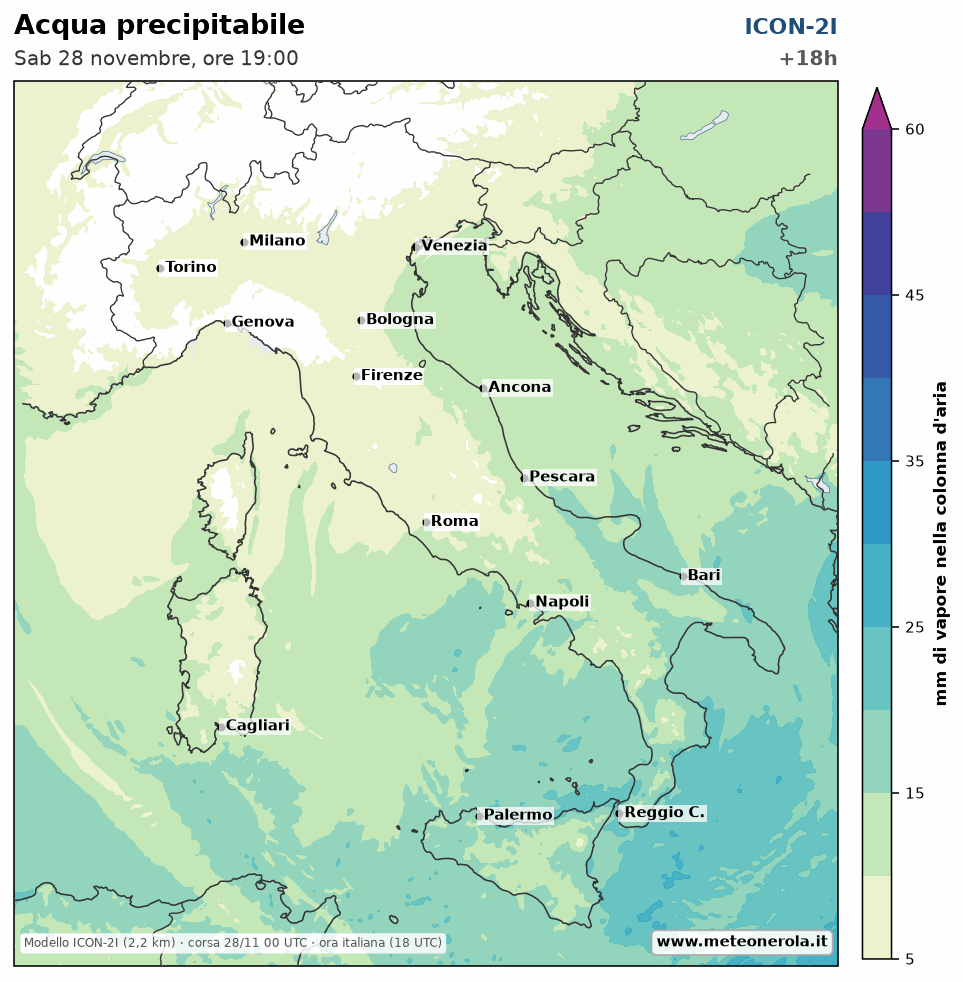 Acqua precipitabile
ICON-2I
Sab 28 novembre, ore 19:00
+18h
60
45
35
25
15
5
mm di vapore nella colonna d'aria
Milano
Venezia
Torino
Genova
Bologna
Firenze
Ancona
Pescara
Roma
Bari
Napoli
Cagliari
Palermo
Reggio C.
Modello ICON-2I (2,2 km) · corsa 28/11 00 UTC · ora italiana (18 UTC)
www.meteonerola.it